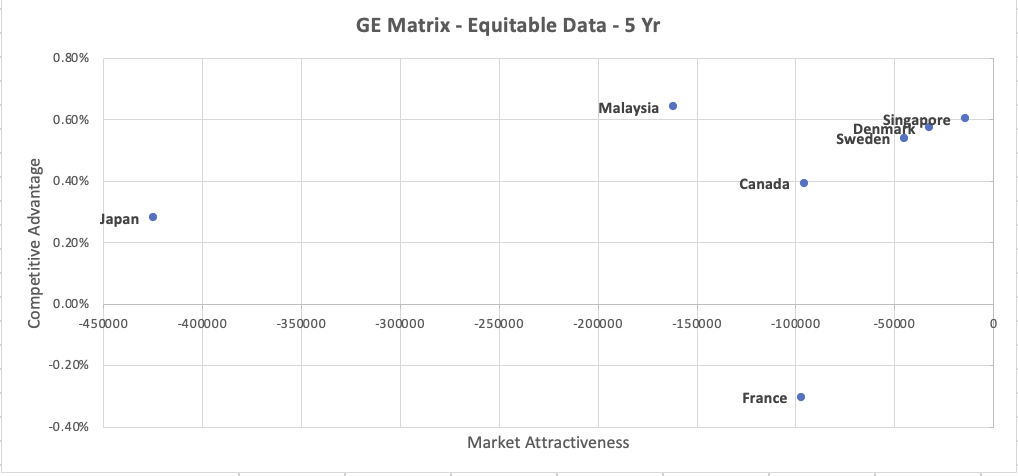 GE Matrix - Equitable Data - 5 Yr
0.80%
0.60%
0.40%
0.20%
0.00%
-0.20%
-0.40%
Competitive Advantage
Malaysia
Singapore
Denmark
Sweden
Canada
Japan
-450000 -400000 -350000 -300000 -250000 -200000 -150000 -100000 -50000 0
France
Market Attractiveness